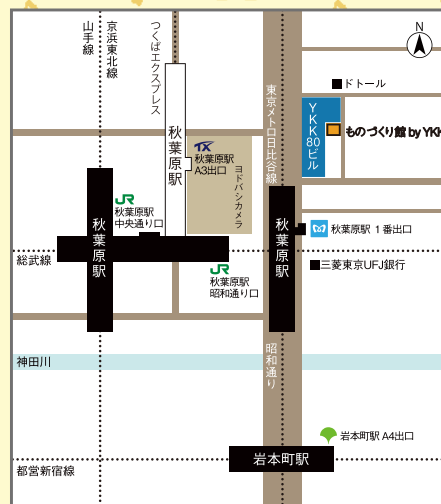 山手線
京浜東北線
つくばエクスプレス
N
ドトール
東京メトロ日比谷線
YKK80ビル
ものづくり館 by YKK
秋葉原駅
TX
秋葉原駅
A3出口
ヨドバシカメラ
JR
秋葉原駅
中央通り口
秋葉原駅
秋葉原駅
秋葉原駅 1番出口
総武線
JR
秋葉原駅
昭和通り口
三菱東京UFJ銀行
昭和通り
神田川
岩本町駅 A4出口
岩本町駅
都営新宿線